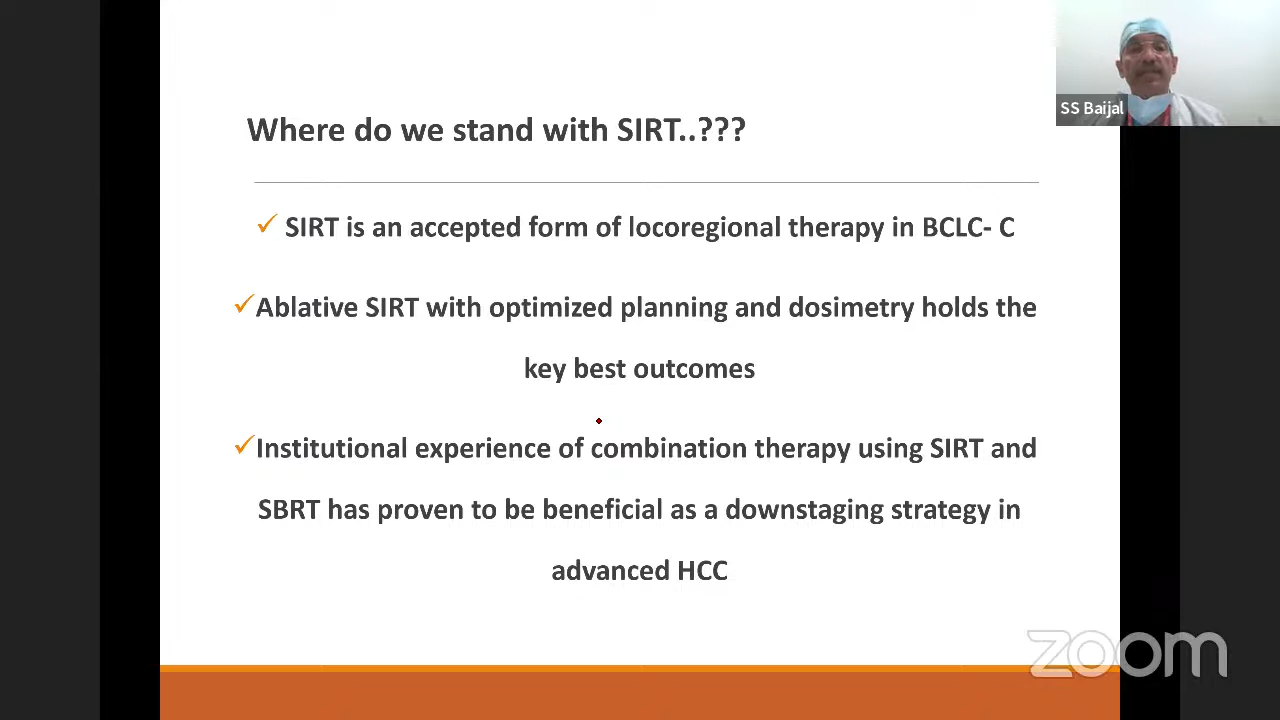 Where do we stand with SIRT..???
SS Baijal
SIRT is an accepted form of locoregional therapy in BCLC- C
Ablative SIRT with optimized planning and dosimetry holds the
key best outcomes
Institutional experience of combination therapy using SIRT and
SBRT has proven to be beneficial as a downstaging strategy in
advanced HCC
zoom